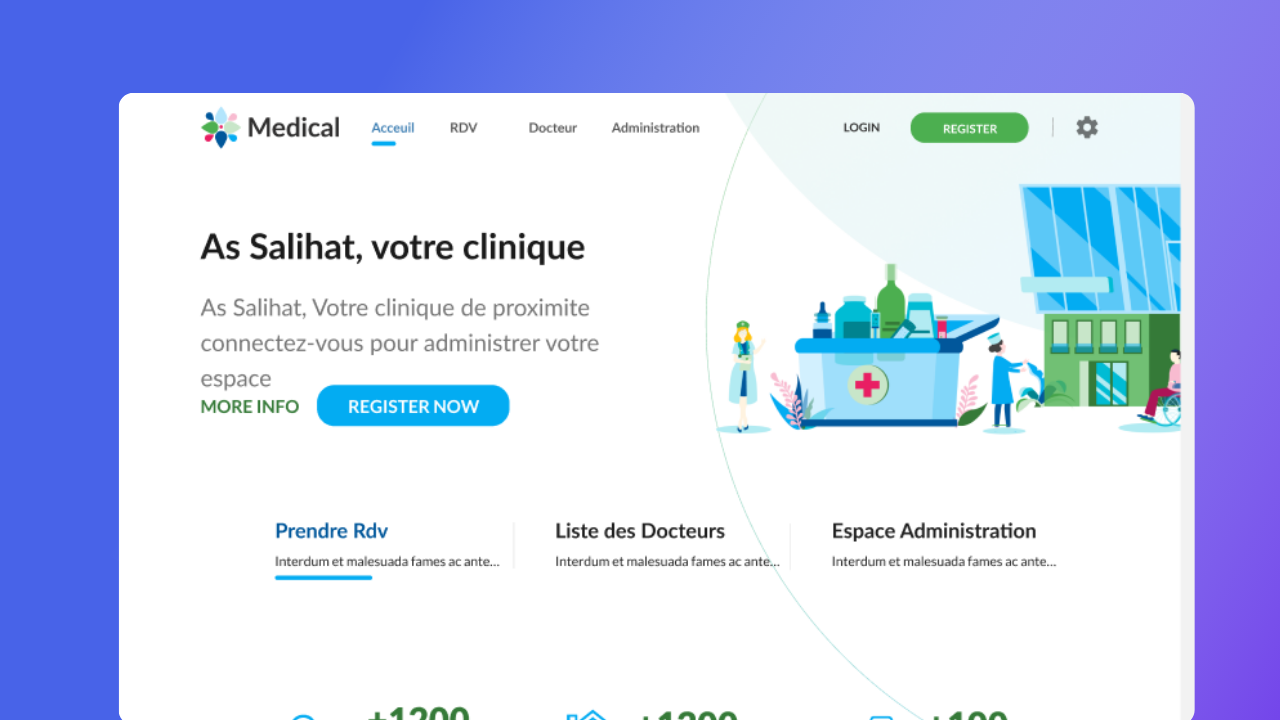 Medical
Acceuil
RDV
Docteur
Administration
LOGIN
REGISTER
As Salihat, votre clinique
As Salihat, Votre clinique de proximite
connectez-vous pour administrer votre
espace
MORE INFO
REGISTER NOW
Prendre Rdv
Liste des Docteurs
Espace Administration
Interdum et malesuada fames ac ante...
Interdum et malesuada fames ac ante...
Interdum et malesuada fames ac ante...
+1200
+1200
+100